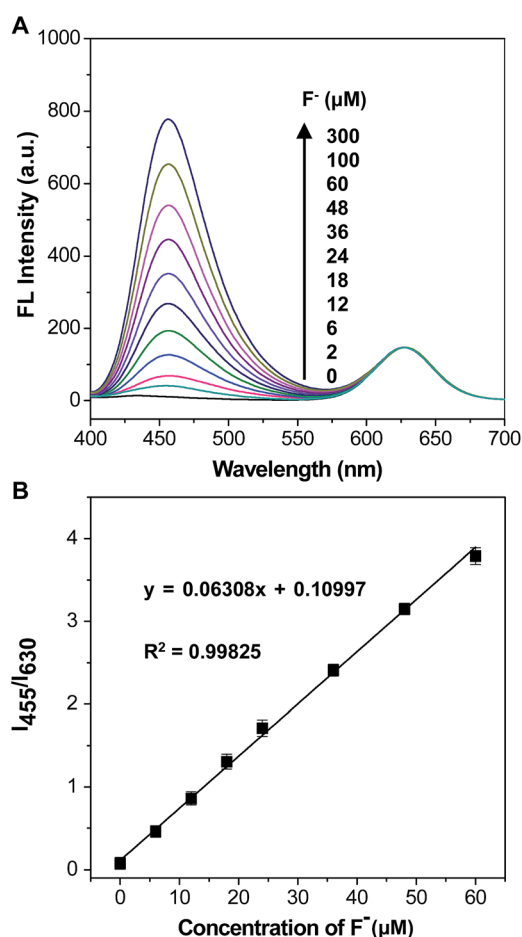 A
1000
800
600
400
200
0
FL Intensity (a.u.)
F- (µM)
300
100
60
48
36
24
18
12
6
2
0
400 450 500 550 600 650 700
Wavelength (nm)
B
4
3
2
1
0
I455/I630
y = 0.06308x + 0.10997
R2 = 0.99825
0 10 20 30 40 50 60
Concentration of F-(µM)